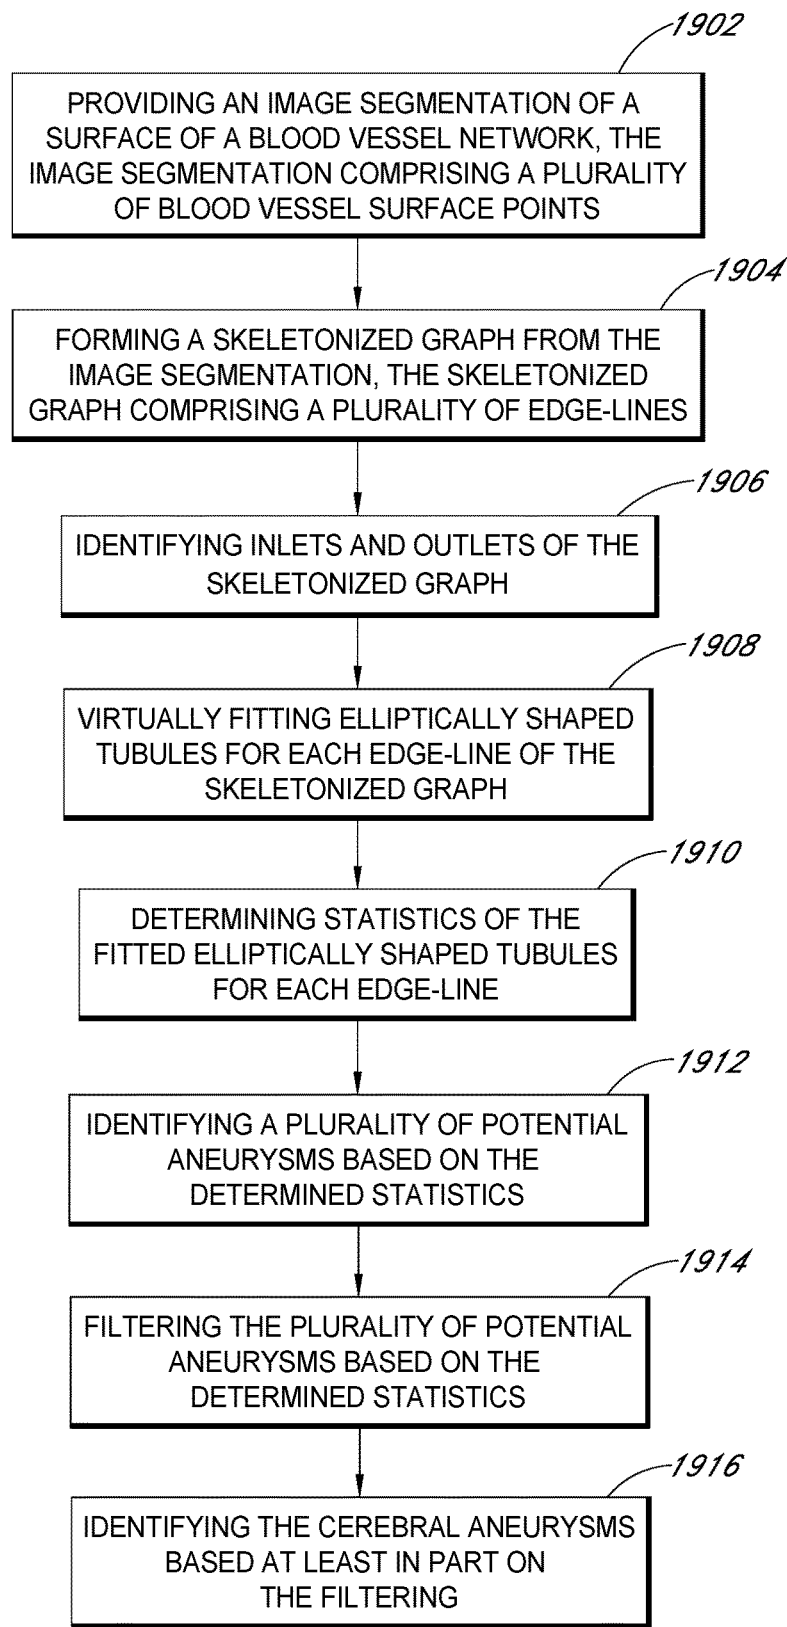 1902
PROVIDING AN IMAGE SEGMENTATION OF A
SURFACE OF A BLOOD VESSEL NETWORK, THE
IMAGE SEGMENTATION COMPRISING A PLURALITY
OF BLOOD VESSEL SURFACE POINTS
1904
FORMING A SKELETONIZED GRAPH FROM THE
IMAGE SEGMENTATION, THE SKELETONIZED
GRAPH COMPRISING A PLURALITY OF EDGE-LINES
1906
IDENTIFYING INLETS AND OUTLETS OF THE
SKELETONIZED GRAPH
1908
VIRTUALLY FITTING ELLIPTICALLY SHAPED
TUBULES FOR EACH EDGE-LINE OF THE
SKELETONIZED GRAPH
1910
DETERMINING STATISTICS OF THE
FITTED ELLIPTICALLY SHAPED TUBULES
FOR EACH EDGE-LINE
1912
IDENTIFYING A PLURALITY OF POTENTIAL
ANEURYSMS BASED ON THE
DETERMINED STATISTICS
1914
FILTERING THE PLURALITY OF POTENTIAL
ANEURYSMS BASED ON THE
DETERMINED STATISTICS
1916
IDENTIFYING THE CEREBRAL ANEURYSMS
BASED AT LEAST IN PART ON
THE FILTERING